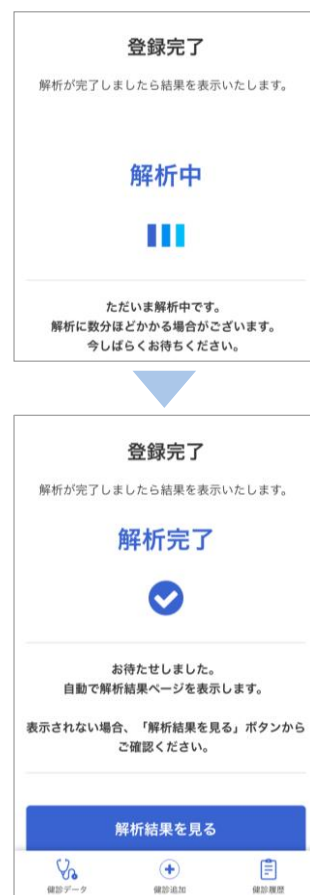 登録完了
解析が完了しましたら結果を表示いたします。
解析中
ただいま解析中です。
解析に数分ほどかかる場合がございます。
今しばらくお待ちください。
登録完了
解析が完了しましたら結果を表示いたします。
解析完了
お待たせしました。
自動で解析結果ページを表示します。
表示されない場合、「解析結果を見る」ボタンから
ご確認ください。
解析結果を見る
健診データ
健診追加
健診履歴